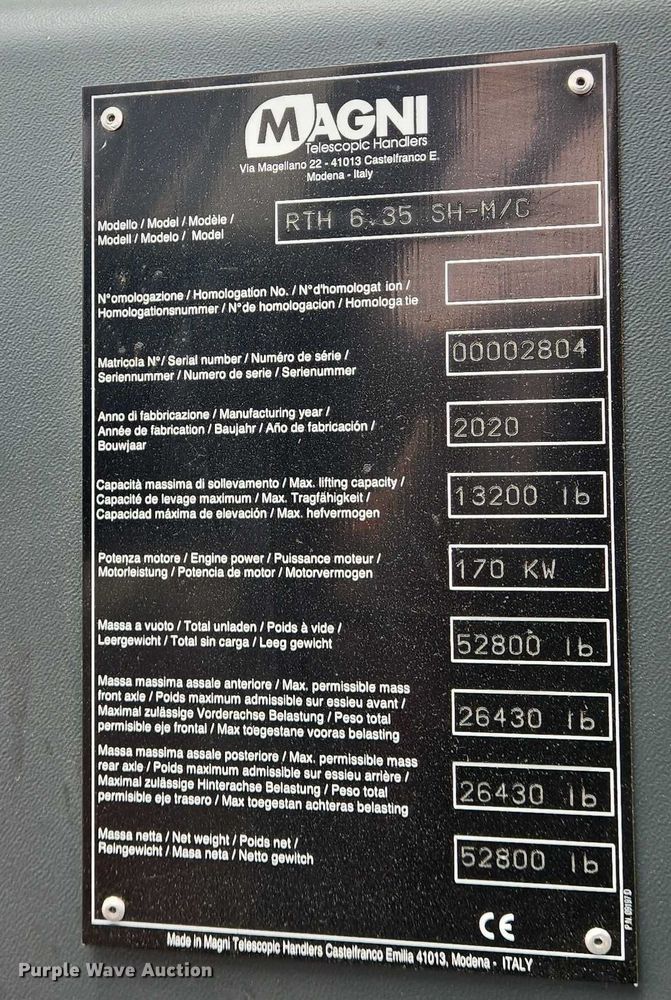 MAGNI
Telescopic Handlers
Via Magellano 22 - 41013 Castelfranco E.
Modena - Italy
Modello / Model / Modèle /
Modell / Modelo / Model
RTH 6.35 SH-M/C
N°omologazione / Homologation No. / N°d'homologat ion /
Homologationsnummer / N°de homologacion / Homologa tie
Matricola N°/ Serial number / Numéro de série /
Seriennummer / Numero de serie / Serienummer
00002804
Anno di fabbricazione / Manufacturing year /
Année de fabrication / Baujahr / Año de fabricación /
Bouwjaar
2020
Capacità massima di sollevamento / Max. lifting capacity /
Capacité de levage maximum / Max. Tragfähigkeit /
Capacidad máxima de elevación / Max. hefvermogen
13200 lb
Potenza motore / Engine power / Puissance moteur /
Motorleistung / Potencia de motor / Motorvermogen
170 KW
Massa a vuoto / Total unladen / Poids à vide /
Leergewicht / Total sin carga / Leeg gewicht
52800 lb
Massa massima assale anteriore / Max. permissible mass
front axle / Poids maximum admissible sur essieu avant /
Maximal zulässige Vorderachse Belastung / Peso total
permisible eje frontal / Max toegestane vooras belasting
26430 lb
Massa massima assale posteriore / Max. permissible mass
rear axle / Poids maximum admissible sur essieu arrière /
Maximal zulässige Hinterachse Belastung / Peso total
permisible eje trasero / Max toegestan achteras belasting
26430 lb
Massa netta / Net weight / Poids net /
Reingewicht / Masa neta / Netto gewitch
52800 lb
CE
P.N. 69197.D
Made in Magni Telescopic Handlers Castelfranco Emilia 41013, Modena - ITALY
Purple Wave Auction